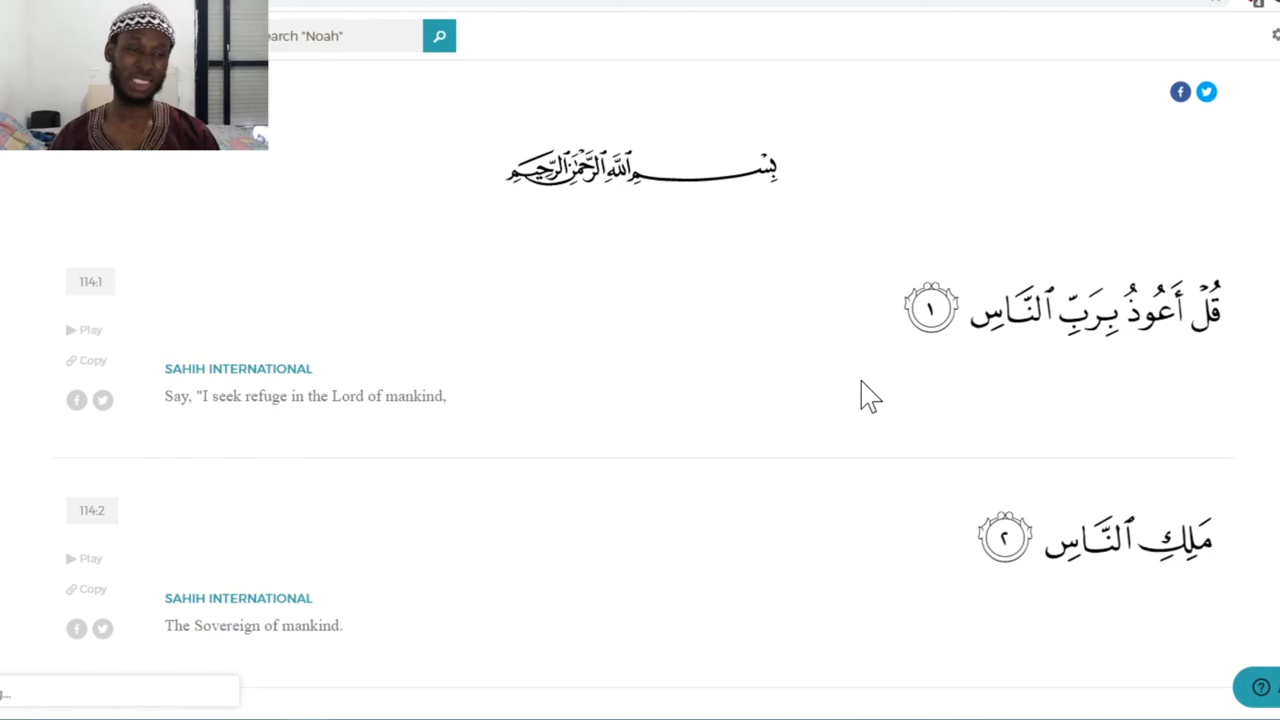 earch "Noah"
بِسْمِ ٱللَّهِ ٱلرَّحْمَٰنِ ٱلرَّحِيمِ
114:1
قُلْ أَعُوذُ بِرَبِّ ٱلنَّاسِ ١
Play
Copy
SAHIH INTERNATIONAL
Say, "I seek refuge in the Lord of mankind,
114:2
مَلِكِ ٱلنَّاسِ ٢
Play
Copy
SAHIH INTERNATIONAL
The Sovereign of mankind.
g...